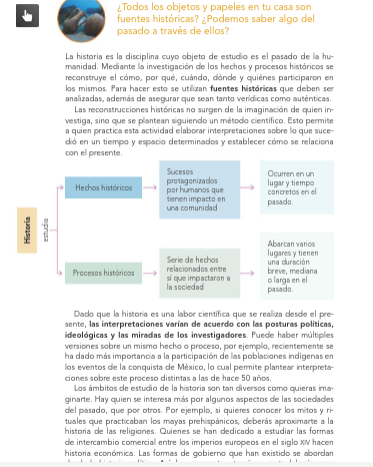 ¿Todos los objetos y papeles en tu casa son
fuentes históricas? ¿Podemos saber algo del
pasado a través de ellos?
La historia es la disciplina cuyo objeto de estudio es el pasado de la hu-
manidad. Mediante la investigación de los hechos y procesos históricos se
reconstruye el cómo, por qué, cuándo, dónde y quiénes participaron en
los mismos. Para hacer esto se utilizan fuentes históricas que deben ser
analizadas, además de asegurar que sean tanto verídicas como auténticas.
Las reconstrucciones históricas no surgen de la imaginación de quien in-
vestiga, sino que se plantean siguiendo un método científico. Esto permite
a quien practica esta actividad elaborar interpretaciones sobre lo que suce-
dió en un tiempo y espacio determinados y establecer cómo se relaciona
con el presente.
Historia
estudia
Hechos históricos
Sucesos
protagonizados
por humanos que
tienen impacto en
una comunidad
Ocurren en un
lugar y tiempo
concretos en el
pasado.
Procesos históricos
Serie de hechos
relacionados entre
sí que impactaron a
la sociedad
Abarcan varios
lugares y tienen
una duración
breve, mediana
o larga en el
pasado.
Dado que la historia es una labor científica que se realiza desde el pre-
sente, las interpretaciones varían de acuerdo con las posturas políticas,
ideológicas y las miradas de los investigadores. Puede haber múltiples
versiones sobre un mismo hecho o proceso, por ejemplo, recientemente se
ha dado más importancia a la participación de las poblaciones indígenas en
los eventos de la conquista de México, lo cual permite plantear interpreta-
ciones sobre este proceso distintas a las de hace 50 años.
Los ámbitos de estudio de la historia son tan diversos como quieras ima-
ginarte. Hay quien se interesa más por algunos aspectos de las sociedades
del pasado, que por otros. Por ejemplo, si quieres conocer los mitos y ri-
tuales que practicaban los mayas prehispánicos, deberás aproximarte a la
historia de las religiones. Quienes se han dedicado a estudiar las formas
de intercambio comercial entre los imperios europeos en el siglo XIV hacen
historia económica. Las formas de gobierno que han existido se abordan